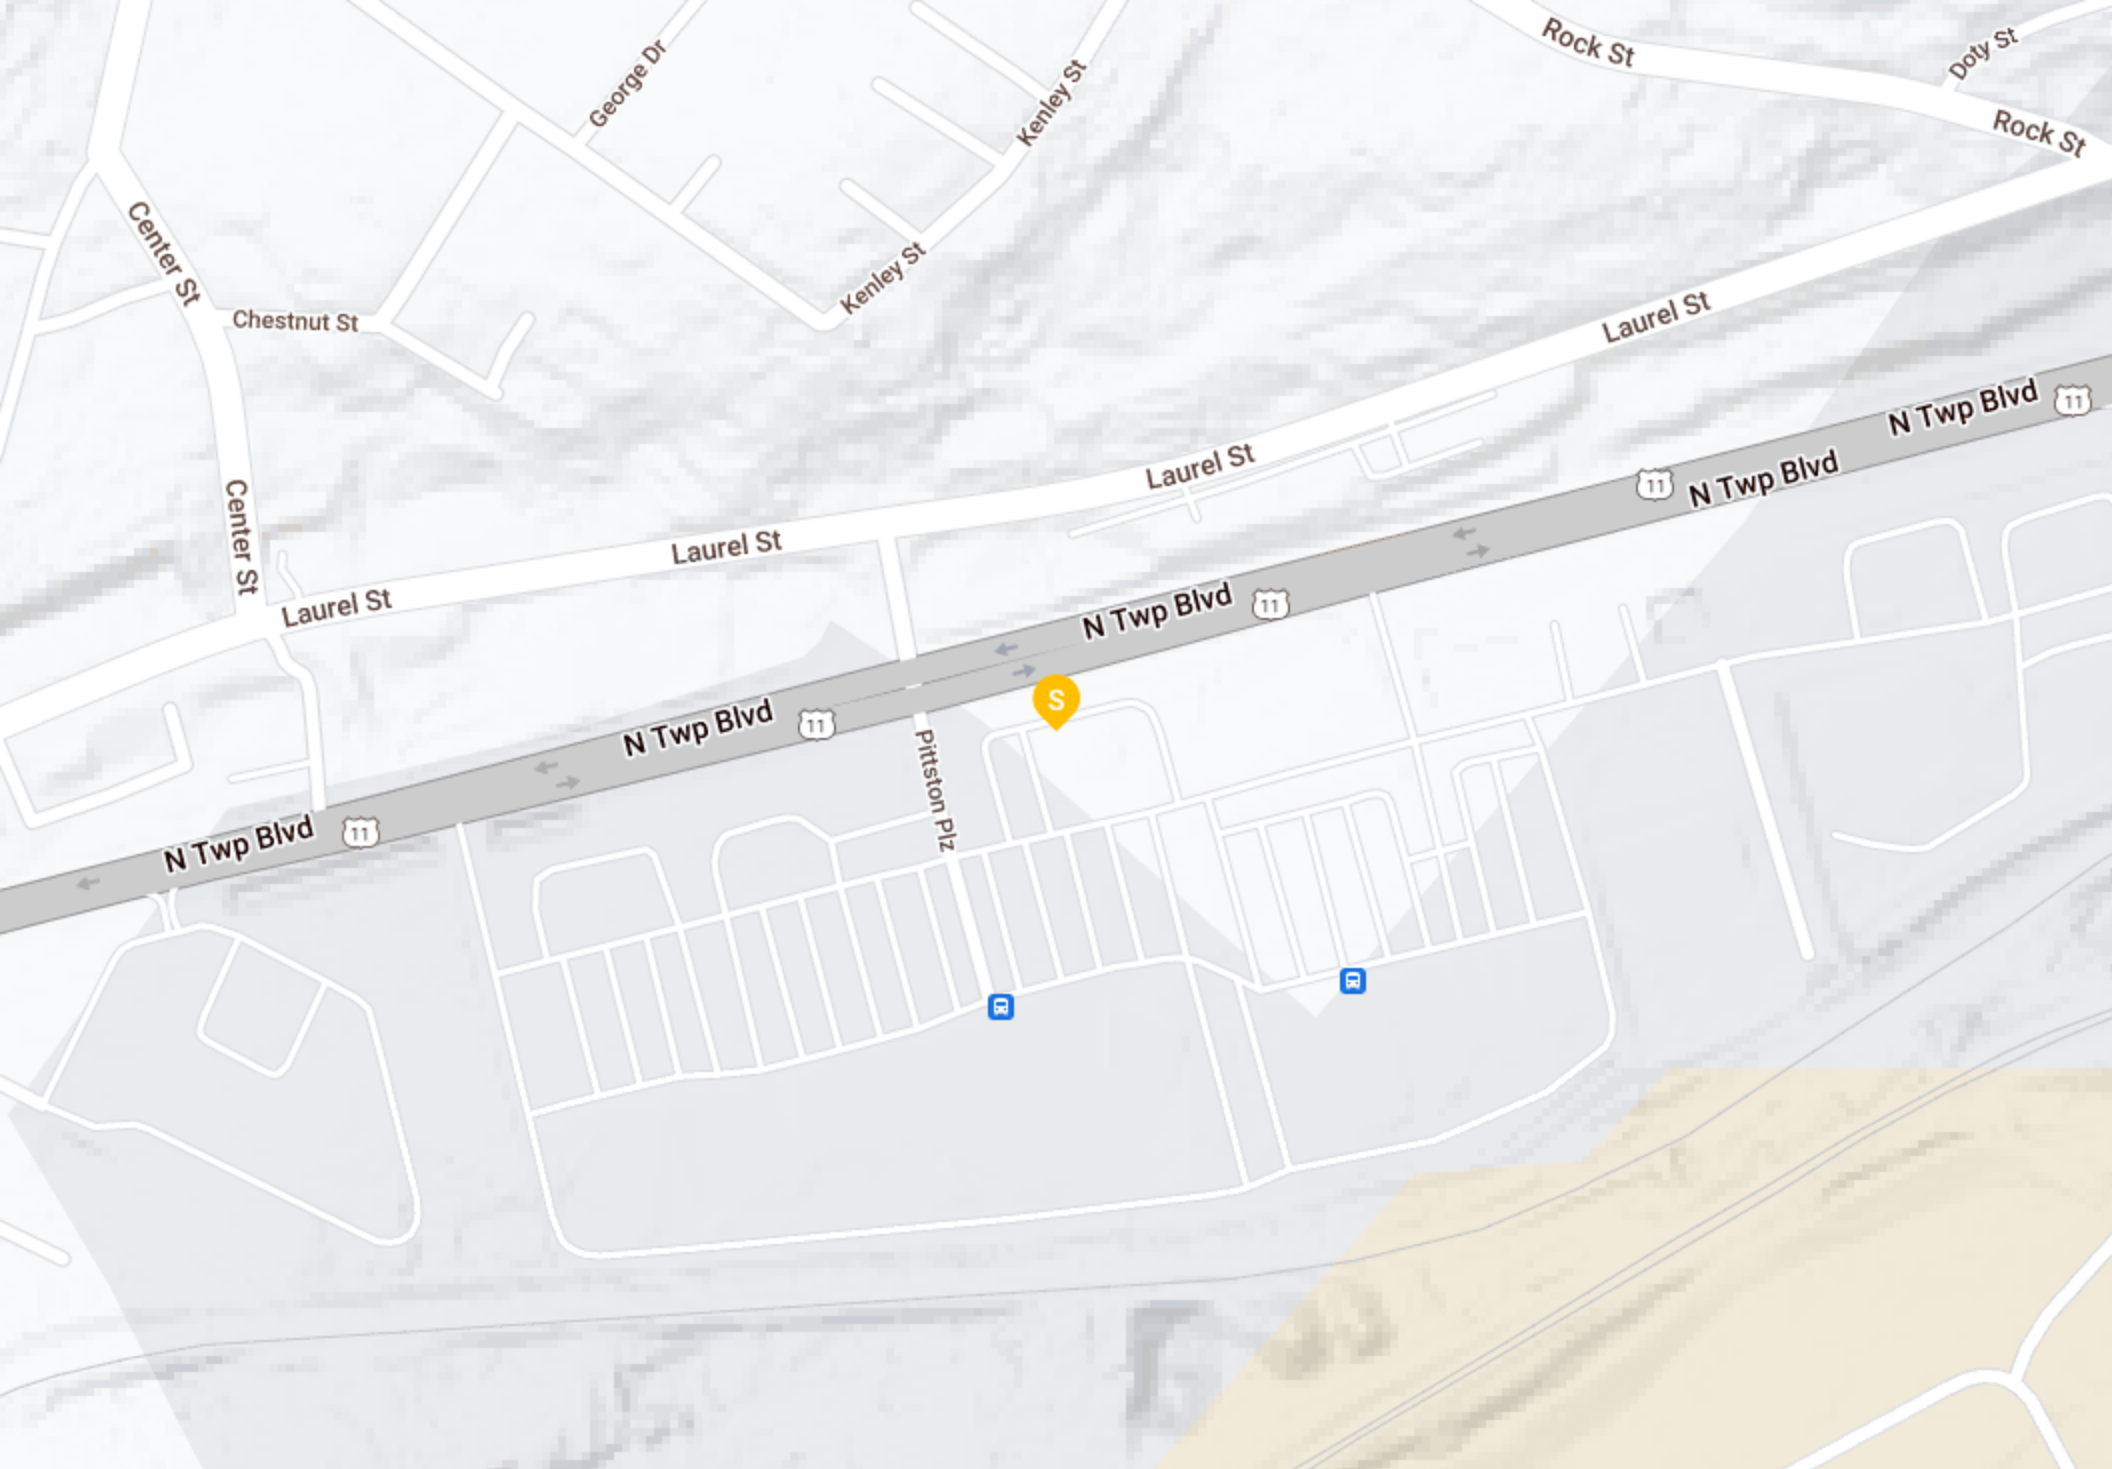 Rock St
Doty St
George Dr
Kenley St
Rock St
Center St
Kenley St
Chestnut St
Laurel St
N Twp Blvd
11
Laurel St
11
N Twp Blvd
Center St
Laurel St
Laurel St
N Twp Blvd
11
S
N Twp Blvd
11
Pittston Plz
N Twp Blvd
11